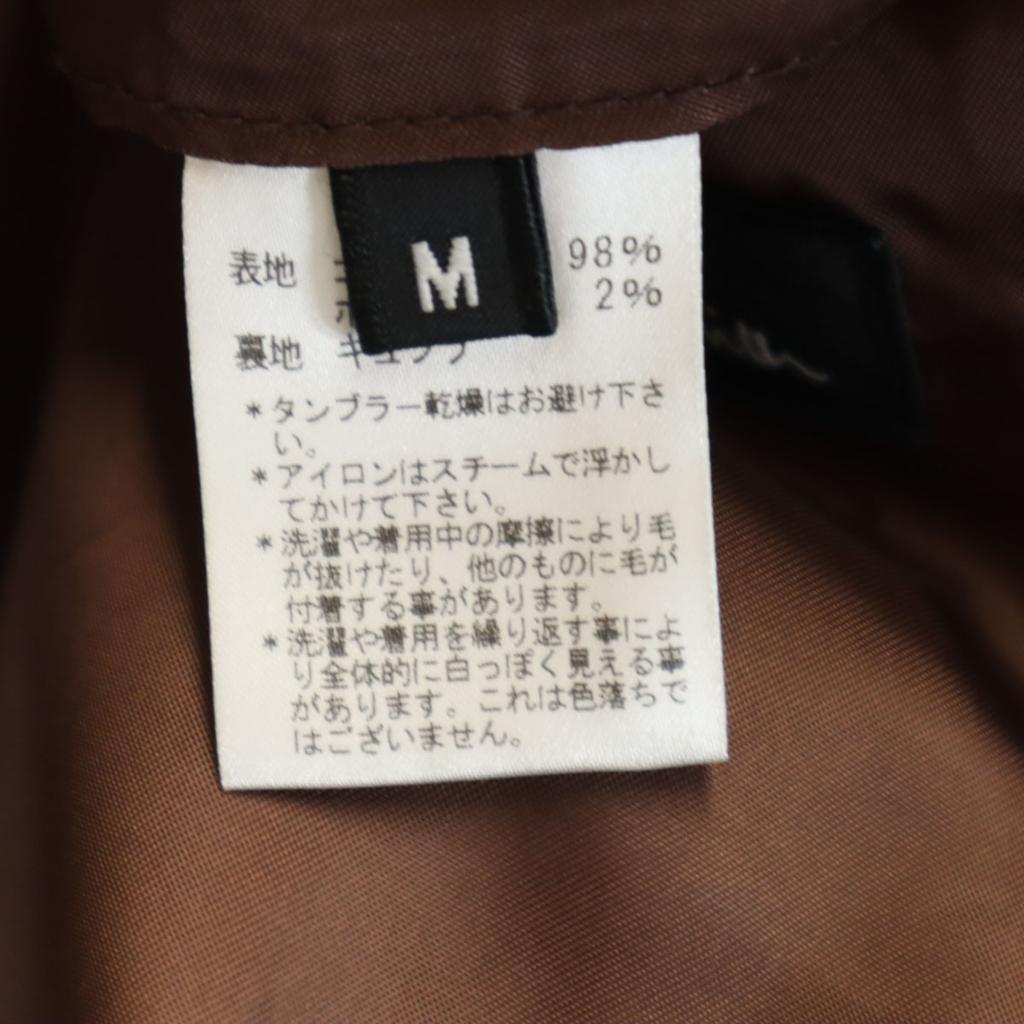 M
表地 98%
2%
裏地 キュプラ
*タンブラー乾燥はお避け下さ
い。
*アイロンはスチームで浮かし
てかけて下さい。
*洗濯や着用中の摩擦により毛
が抜けたり、他のものに毛が
付着する事があります。
*洗濯や着用を繰り返す事によ
り全体的に白っぽく見える事
があります。これは色落ちで
はございません。